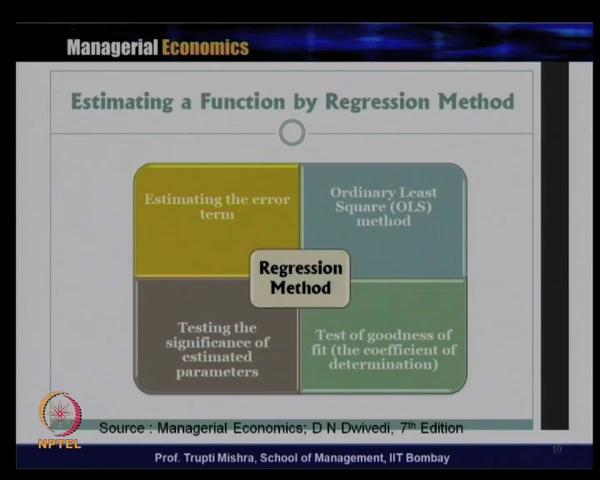 Managerial Economics
Estimating a Function by Regression Method
Estimating the error
term
Ordinary Least
Square (OLS)
method
Regression
Method
Testing the
significance of
estimated
parameters
Test of goodness of
fit (the coefficient of
determination)
Source : Managerial Economics; D N Dwivedi, 7th Edition
NPTEL
Prof. Trupti Mishra, School of Management, IIT Bombay
10